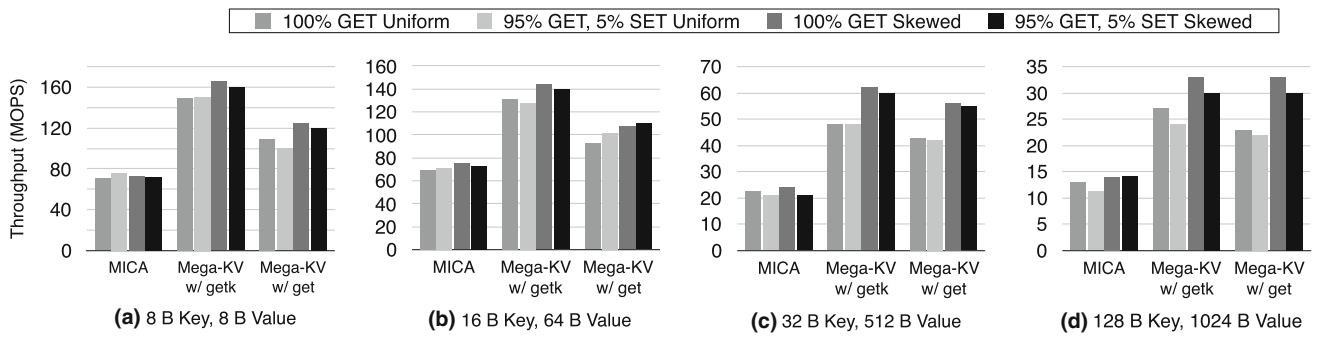 100% GET Uniform 95% GET, 5% SET Uniform 100% GET Skewed 95% GET, 5% SET Skewed
Throughput (MOPS)
160
120
80
40
0
MICA
Mega-KV
w/ getk
Mega-KV
w/ get
(a) 8 B Key, 8 B Value
160
140
120
100
80
60
40
20
0
MICA
Mega-KV
w/ getk
Mega-KV
w/ get
(b) 16 B Key, 64 B Value
70
60
50
40
30
20
10
0
MICA
Mega-KV
w/ getk
Mega-KV
w/ get
(c) 32 B Key, 512 B Value
35
30
25
20
15
10
5
0
MICA
Mega-KV
w/ getk
Mega-KV
w/ get
(d) 128 B Key, 1024 B Value